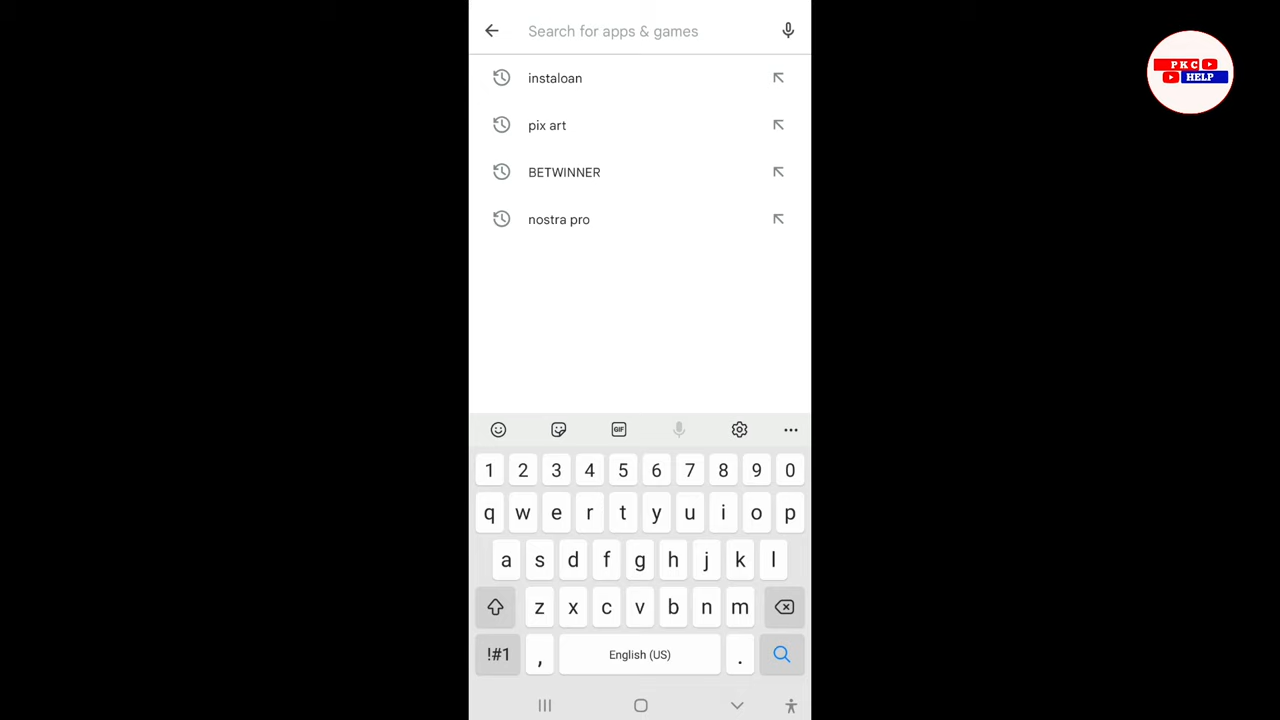 Search for apps & games
PKC
HELP
instaloan
pix art
BETWINNER
nostra pro
GIF
1 2 3 4 5 6 7 8 9 0
q w e r t y u i o p
a s d f g h j k l
z x c v b n m
!#1 , English (US) .